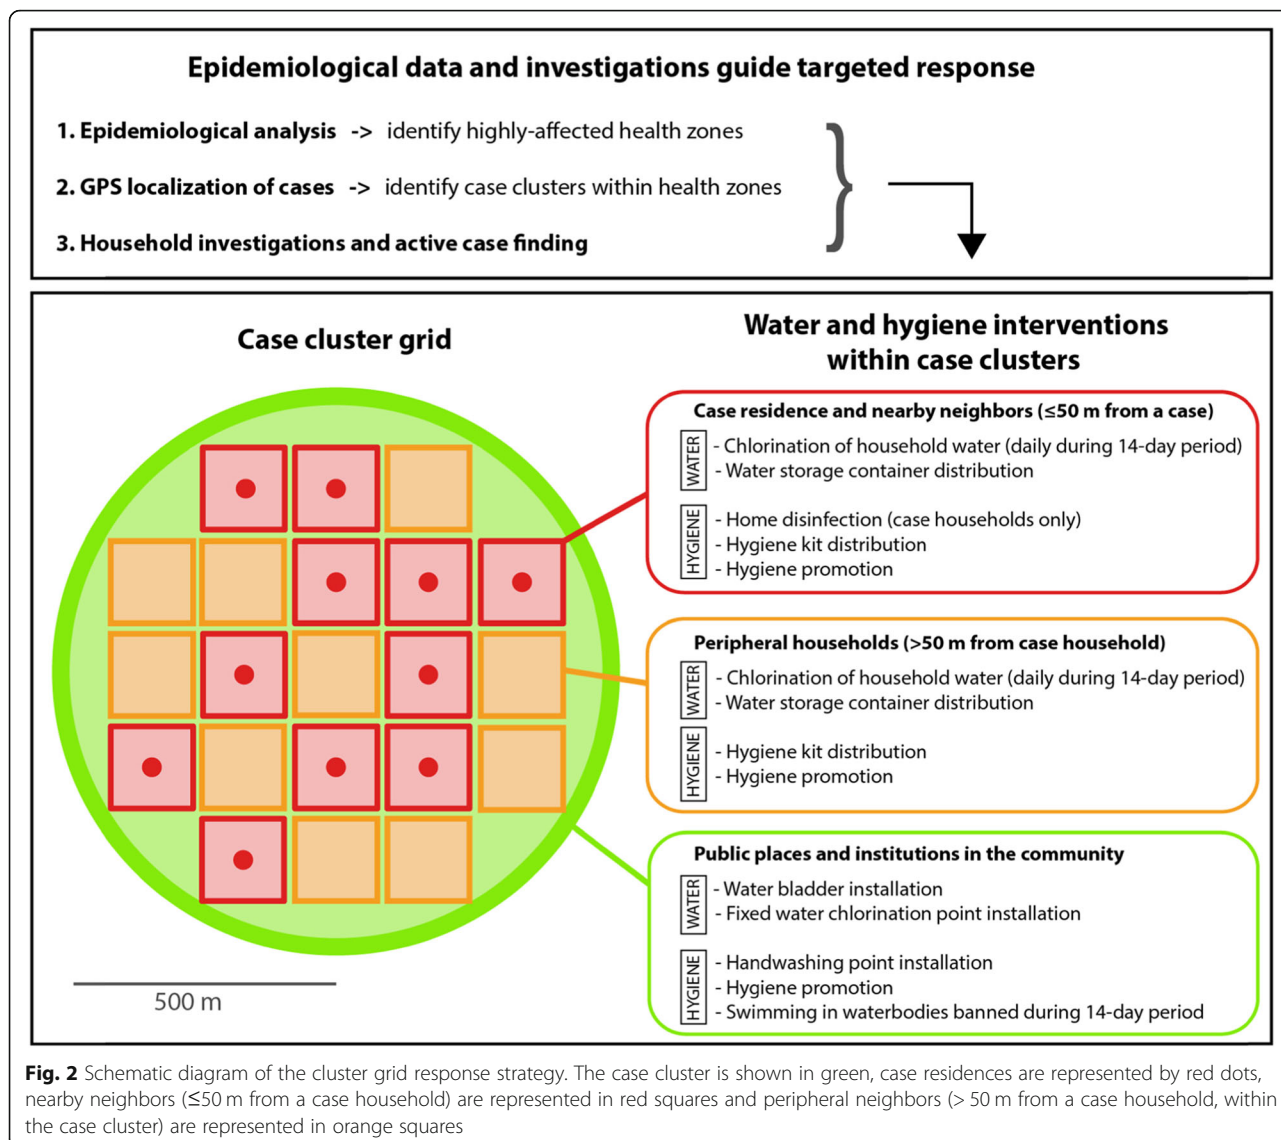 Epidemiological data and investigations guide targeted response
1. Epidemiological analysis -> identify highly-affected health zones
2. GPS localization of cases -> identify case clusters within health zones
3. Household investigations and active case finding
Case cluster grid
500 m
Water and hygiene interventions
within case clusters
Case residence and nearby neighbors (≤50 m from a case)
WATER
- Chlorination of household water (daily during 14-day period)
- Water storage container distribution
HYGIENE
- Home disinfection (case households only)
- Hygiene kit distribution
- Hygiene promotion
Peripheral households (>50 m from case household)
WATER
- Chlorination of household water (daily during 14-day period)
- Water storage container distribution
HYGIENE
- Hygiene kit distribution
- Hygiene promotion
Public places and institutions in the community
WATER
- Water bladder installation
- Fixed water chlorination point installation
HYGIENE
- Handwashing point installation
- Hygiene promotion
- Swimming in waterbodies banned during 14-day period
Fig. 2 Schematic diagram of the cluster grid response strategy. The case cluster is shown in green, case residences are represented by red dots,
nearby neighbors (≤50 m from a case household) are represented in red squares and peripheral neighbors (> 50 m from a case household, within
the case cluster) are represented in orange squares